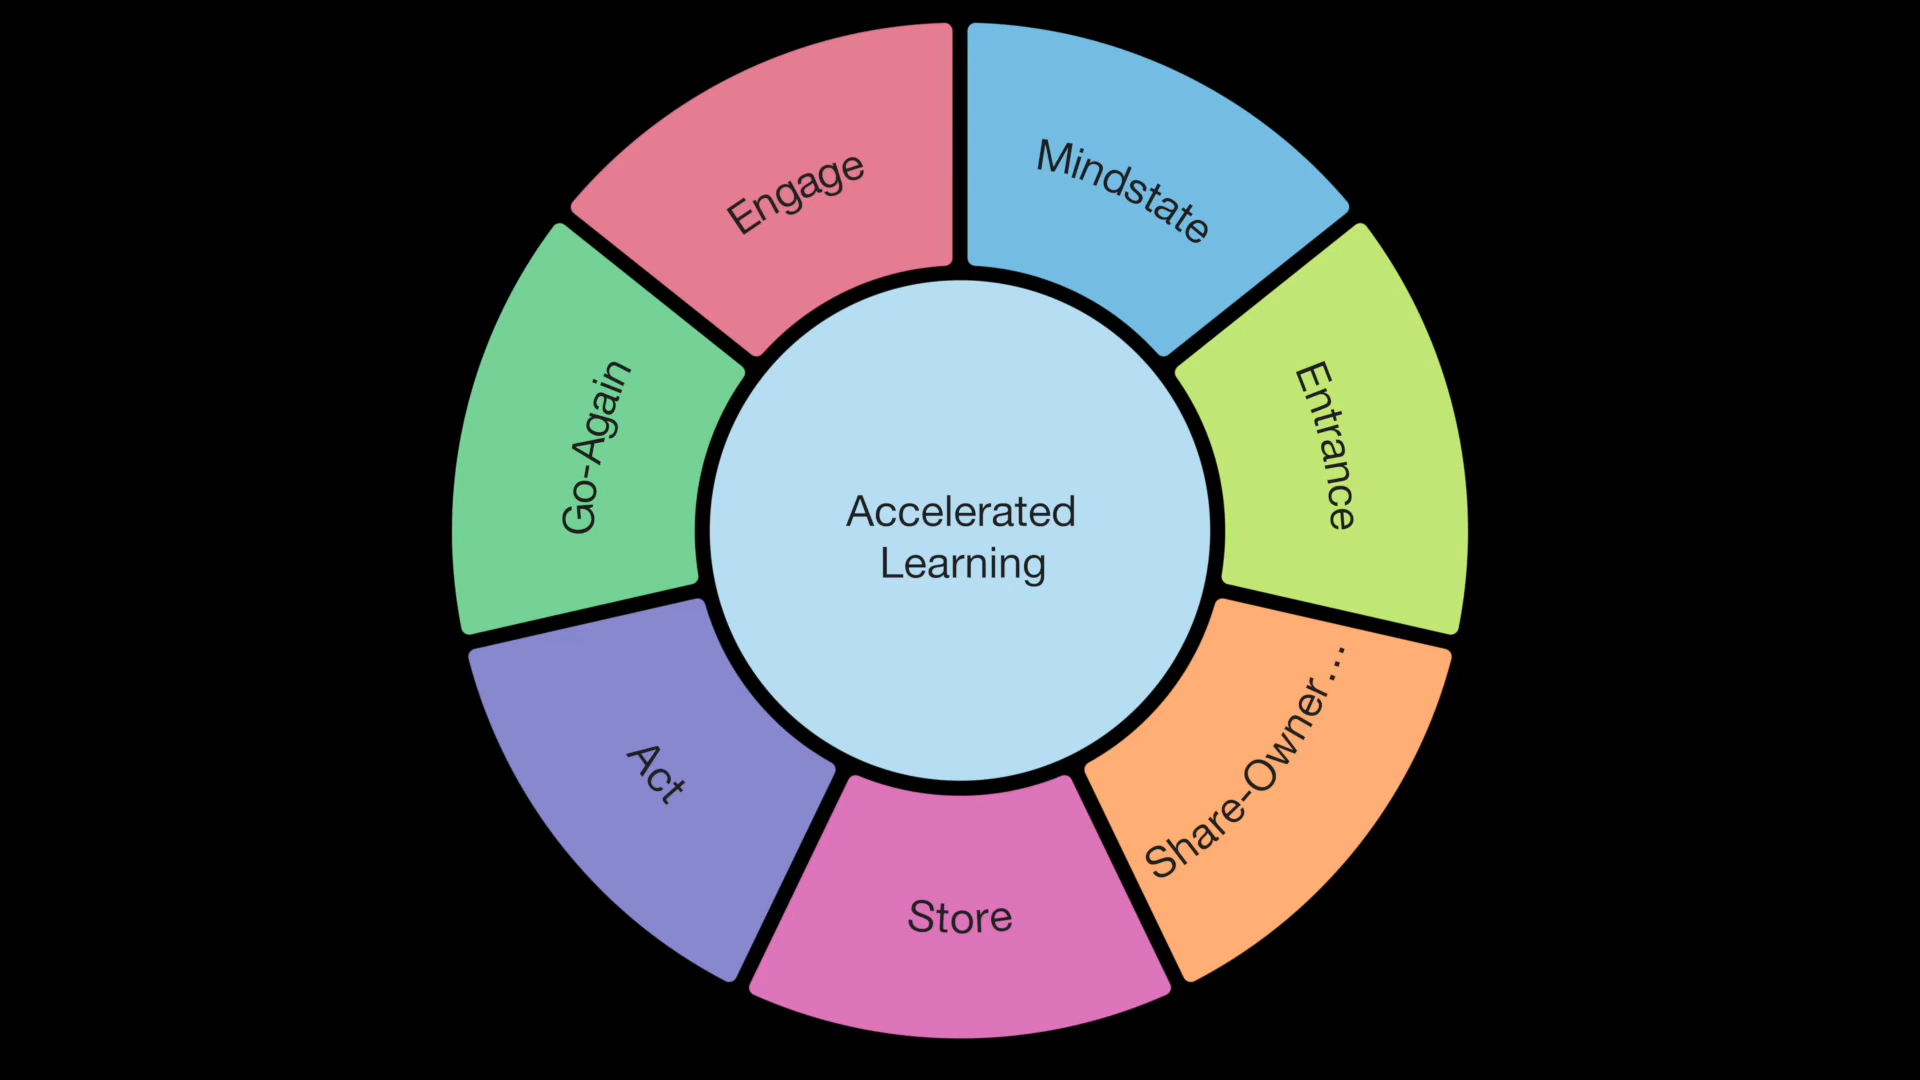 Engage
Mindstate
Entrance
Share-Owner...
Store
Act
Go-Again
Accelerated
Learning